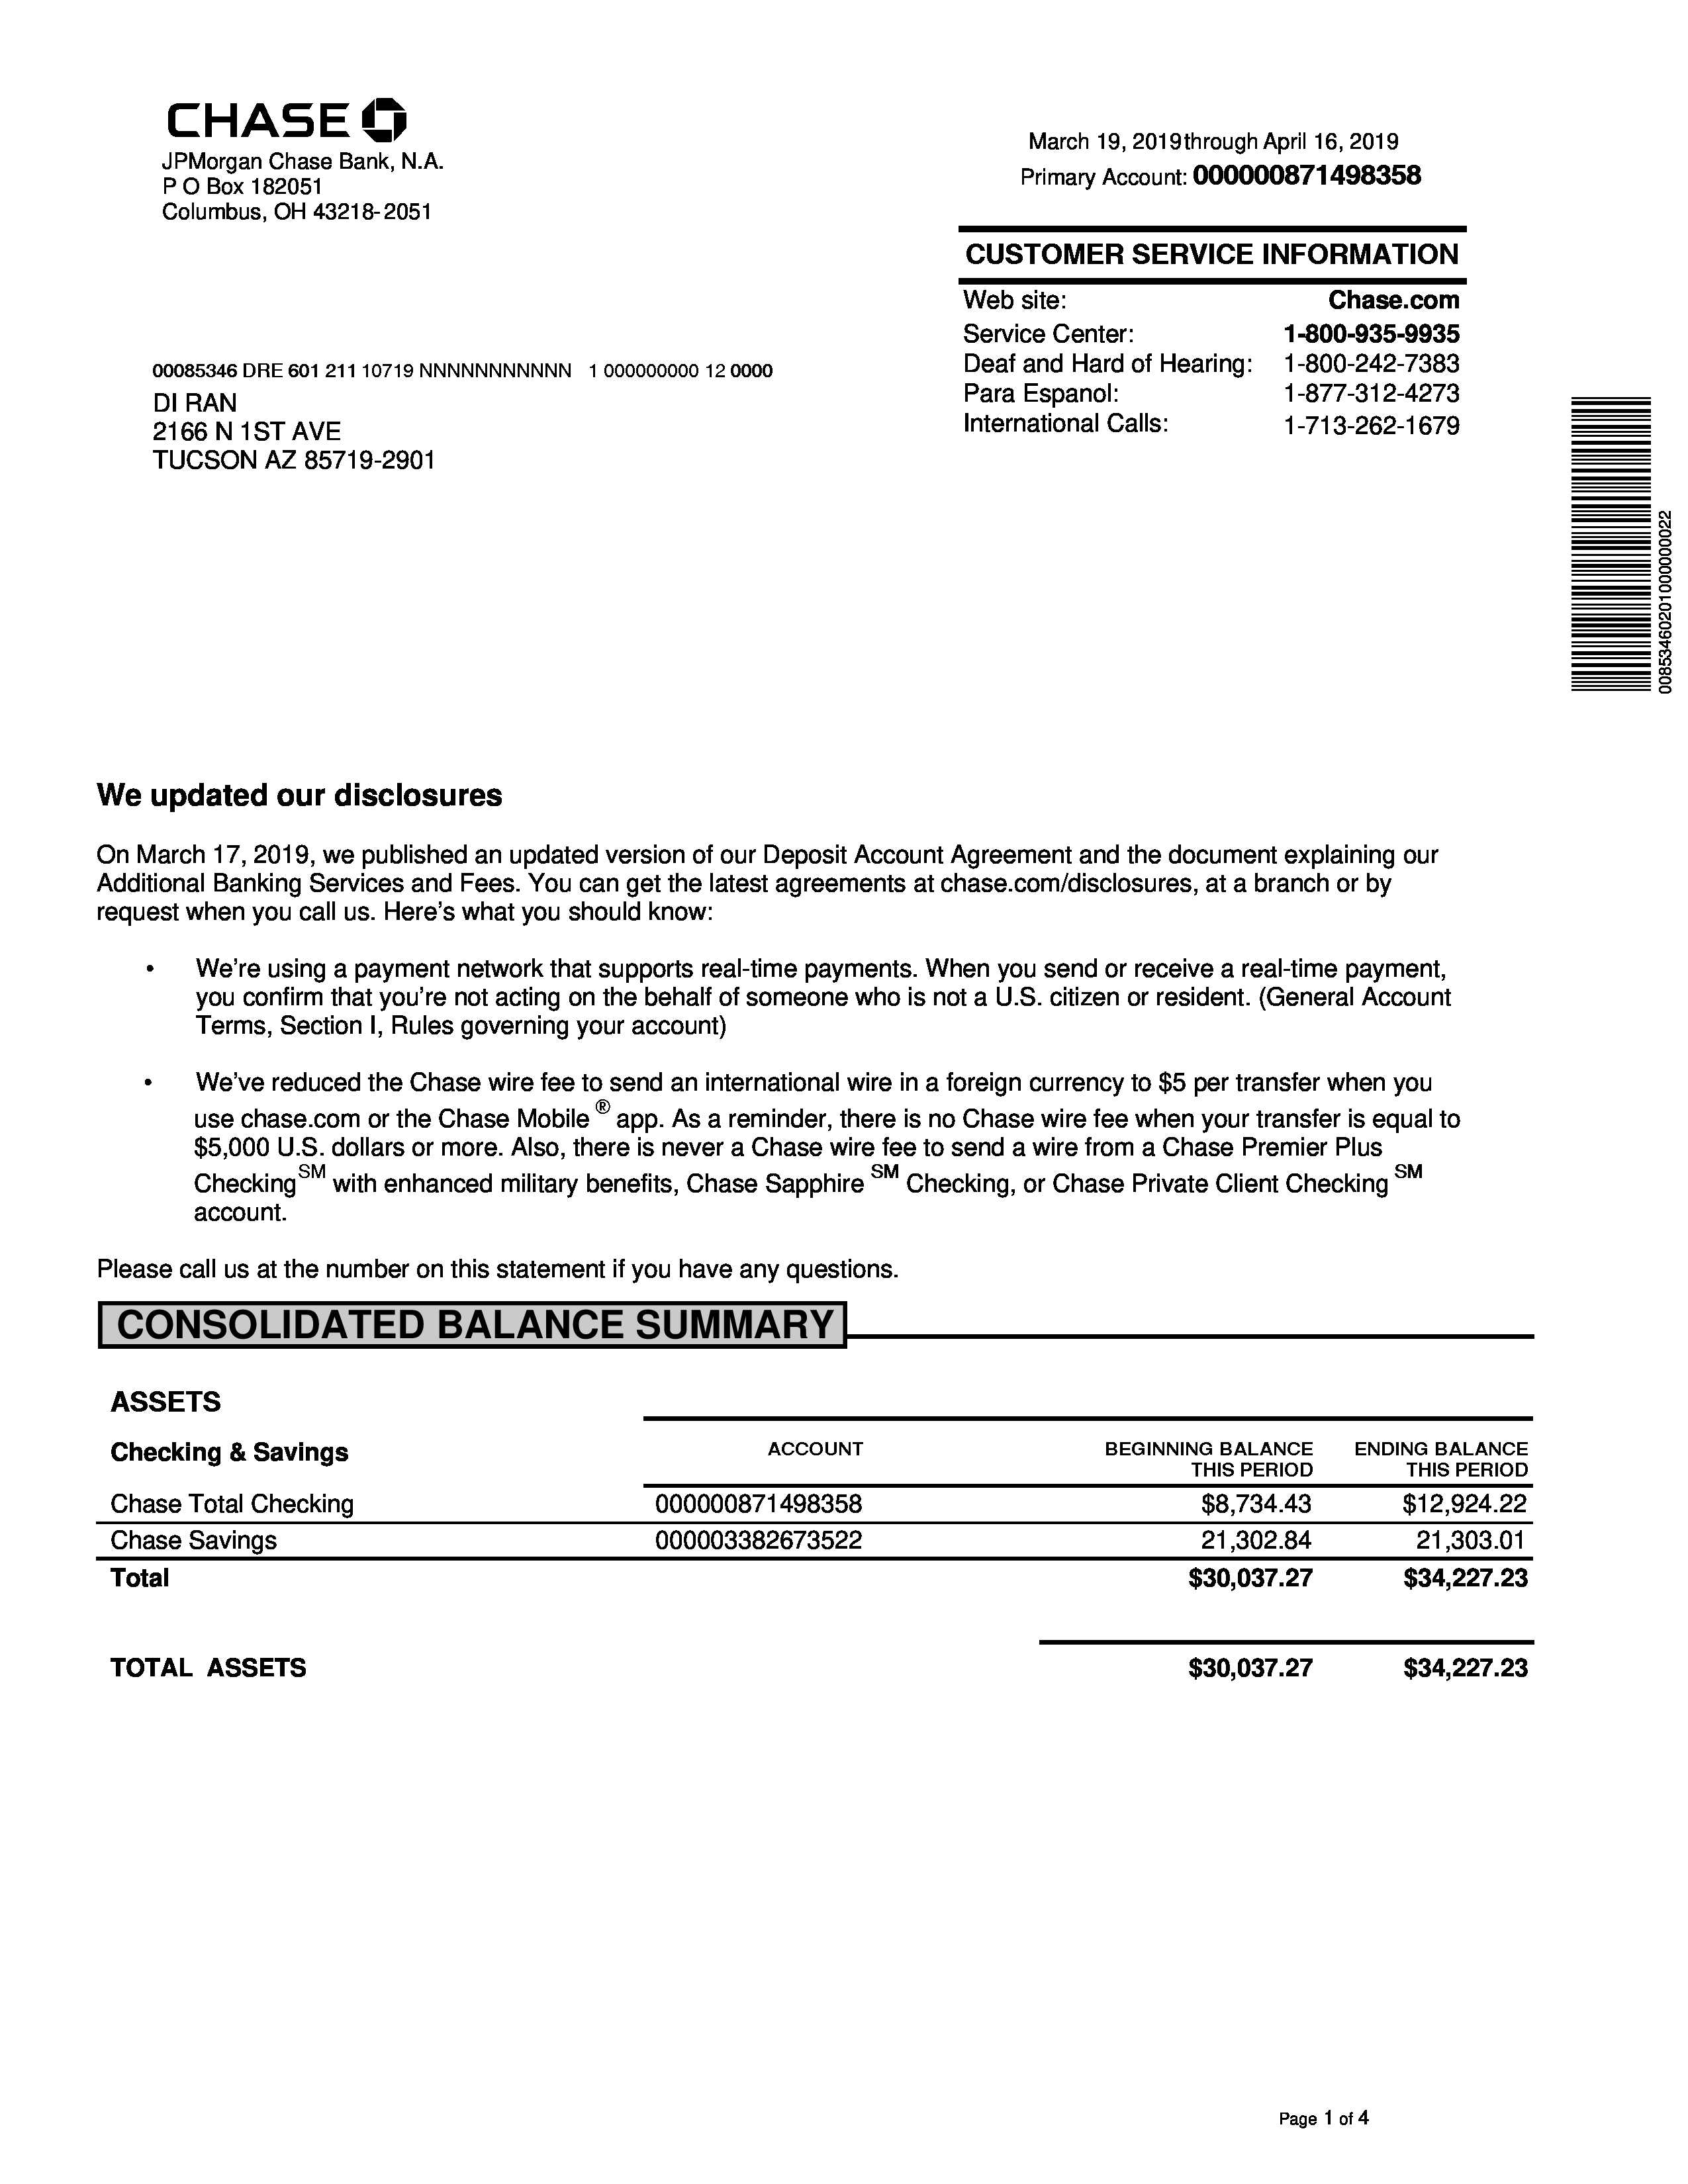 CHASE
JPMorgan Chase Bank, N.A.
P O Box 182051
Columbus, OH 43218-2051
March 19, 2019 through April 16, 2019
Primary Account: 000000871498358
CUSTOMER SERVICE INFORMATION
Web site: Chase.com
Service Center: 1-800-935-9935
Deaf and Hard of Hearing: 1-800-242-7383
Para Espanol: 1-877-312-4273
International Calls: 1-713-262-1679
00085346 DRE 601 211 10719 NNNNNNNNNNN 1 000000000 12 0000
DI RAN
2166 N 1ST AVE
TUCSON AZ 85719-2901
00853460201000000022
We updated our disclosures
On March 17, 2019, we published an updated version of our Deposit Account Agreement and the document explaining our
Additional Banking Services and Fees. You can get the latest agreements at chase.com/disclosures, at a branch or by
request when you call us. Here's what you should know:
• We're using a payment network that supports real-time payments. When you send or receive a real-time payment,
you confirm that you're not acting on the behalf of someone who is not a U.S. citizen or resident. (General Account
Terms, Section I, Rules governing your account)
• We've reduced the Chase wire fee to send an international wire in a foreign currency to $5 per transfer when you
use chase.com or the Chase Mobile ® app. As a reminder, there is no Chase wire fee when your transfer is equal to
$5,000 U.S. dollars or more. Also, there is never a Chase wire fee to send a wire from a Chase Premier Plus
Checking SM with enhanced military benefits, Chase Sapphire SM Checking, or Chase Private Client Checking SM
account.
Please call us at the number on this statement if you have any questions.
CONSOLIDATED BALANCE SUMMARY
ASSETS
Checking & Savings ACCOUNT BEGINNING BALANCE ENDING BALANCE
THIS PERIOD THIS PERIOD
Chase Total Checking 000000871498358 $8,734.43 $12,924.22
Chase Savings 000003382673522 21,302.84 21,303.01
Total $30,037.27 $34,227.23
TOTAL ASSETS $30,037.27 $34,227.23
Page 1 of 4